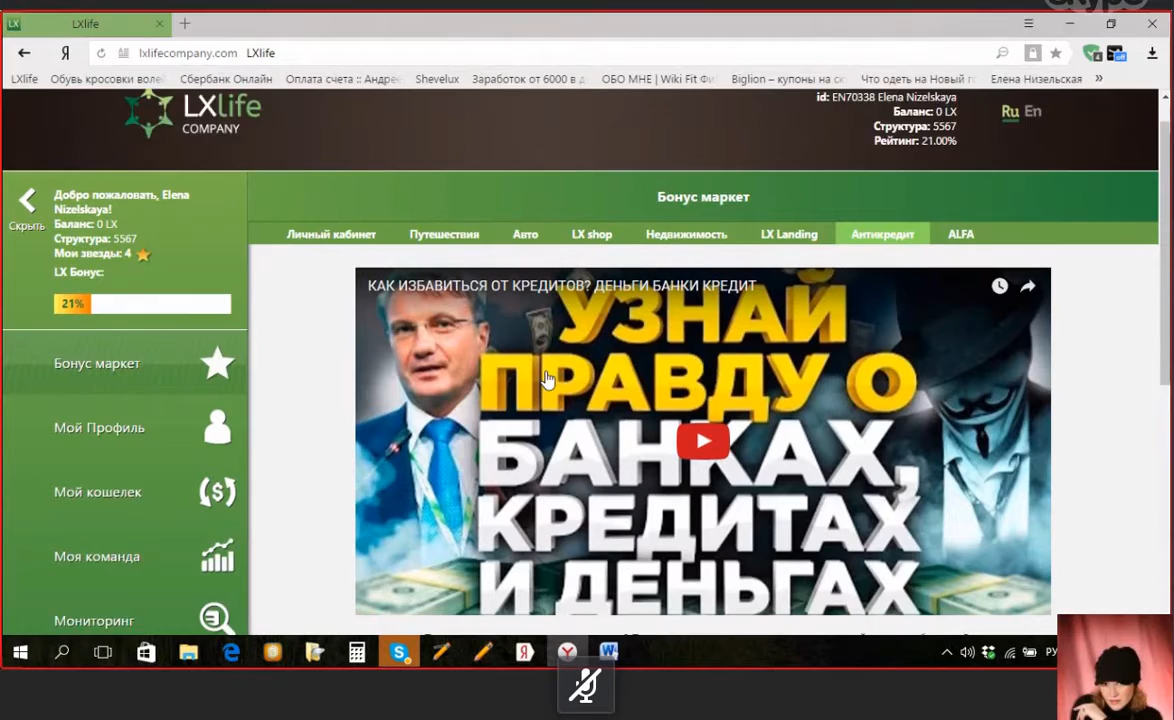 LXlife
lxlifecompany.com LXlife
LXlife Обувь кросовки воле Сбербанк Онлайн Оплата счета :: Андрее Shevelux Заработок от 6000 в д ОБО МНЕ | Wiki Fit Фи Biglion – купоны на ск Что одеть на Новый г Елена Низельская »
LXlife
COMPANY
id: EN70338 Elena Nizelskaya
Баланс: 0 LX
Структура: 5567
Рейтинг: 21.00%
Ru En
Скрыть
Добро пожаловать, Elena
Nizelskaya!
Баланс: 0 LX
Структура: 5567
Мои звезды: 4
LX Бонус:
21%
Бонус маркет
Мой Профиль
Мой кошелек
Моя команда
Мониторинг
Бонус маркет
Личный кабинет Путешествия Авто LX shop Недвижимость LX Landing Антикредит ALFA
КАК ИЗБАВИТЬСЯ ОТ КРЕДИТОВ? ДЕНЬГИ БАНКИ КРЕДИТ
УЗНАЙ
ПРАВДУ О
БАНКАХ,
КРЕДИТАХ
И ДЕНЬГАХ